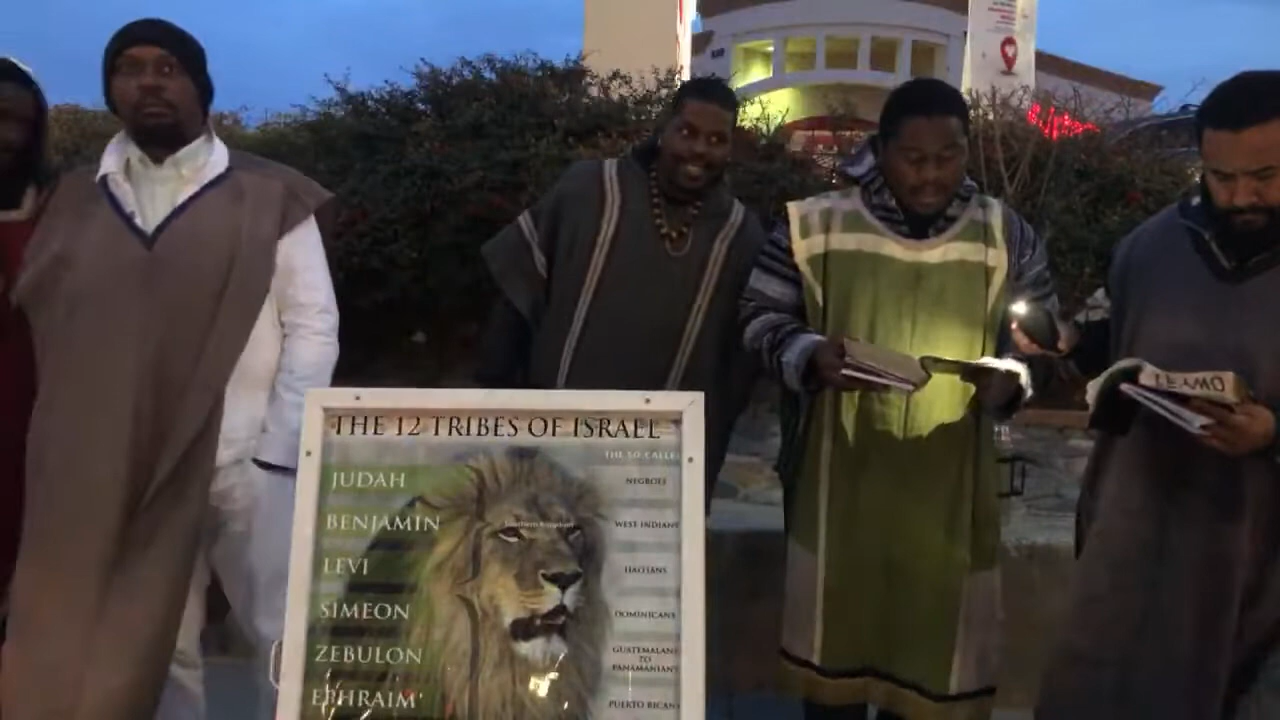 THE 12 TRIBES OF ISRAEL
THE SO CALLED
JUDAH NEGROES
BENJAMIN WEST INDIANS
LEVI HAITIANS
SIMEON DOMINICANS
ZEBULON GUATEMALANS
TO
PANAMANIANS
EPHRAIM PUERTO RICANS